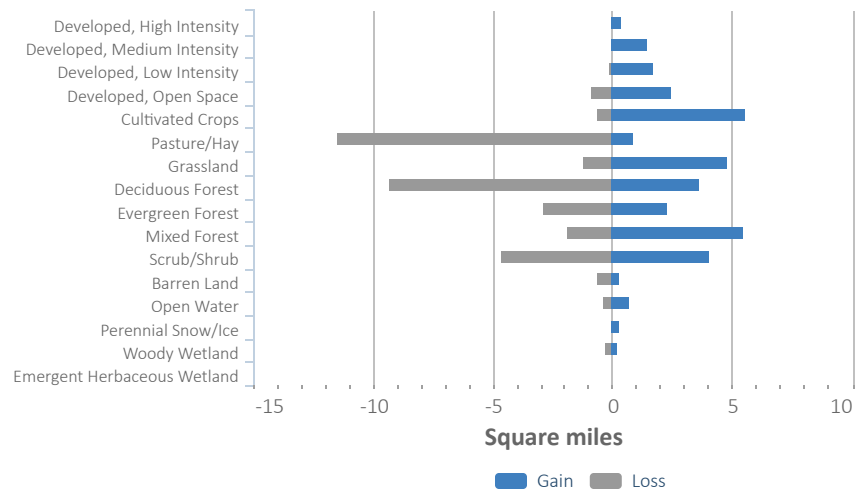 Developed, High Intensity
Developed, Medium Intensity
Developed, Low Intensity
Developed, Open Space
Cultivated Crops
Pasture/Hay
Grassland
Deciduous Forest
Evergreen Forest
Mixed Forest
Scrub/Shrub
Barren Land
Open Water
Perennial Snow/Ice
Woody Wetland
Emergent Herbaceous Wetland
-15 -10 -5 0 5 10
Square miles
Gain Loss